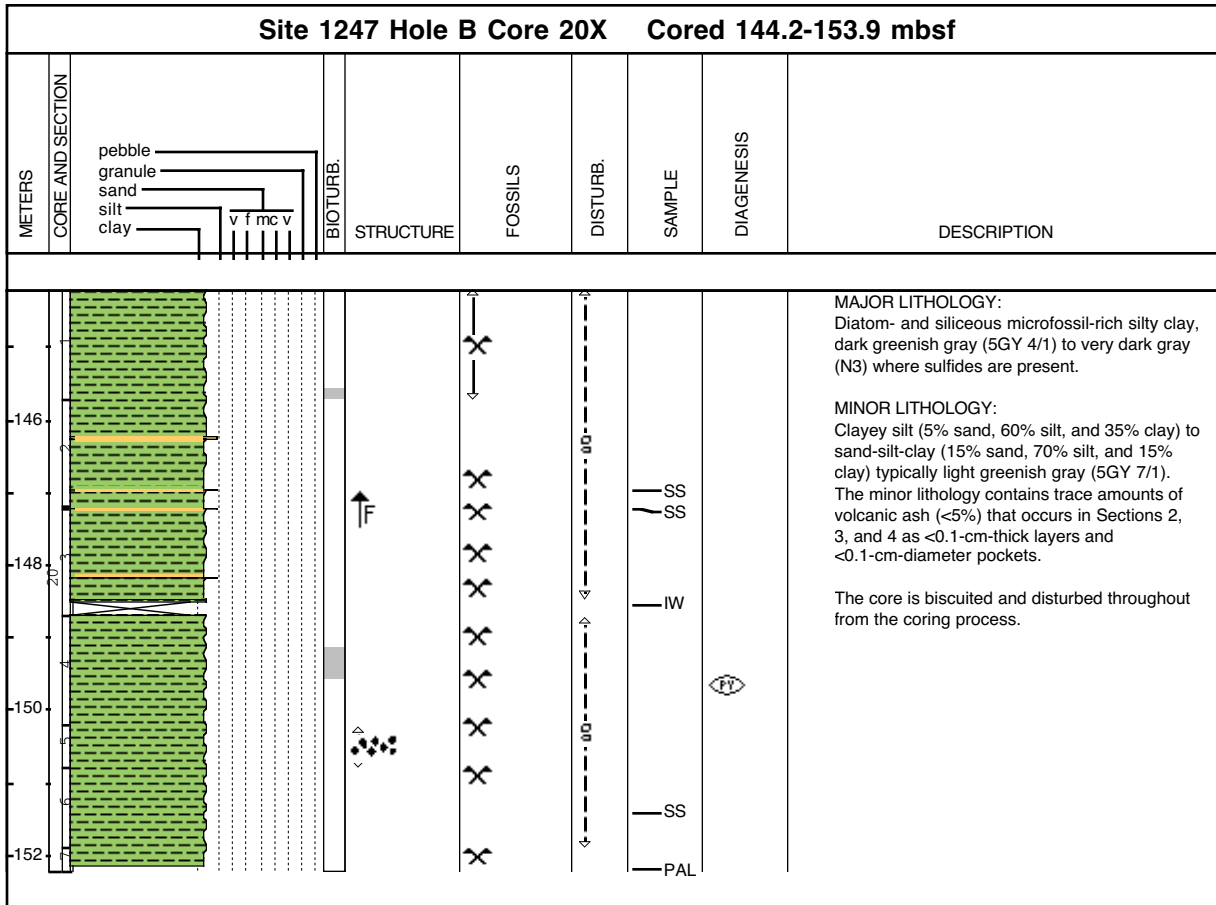 Site 1247 Hole B Core 20X Cored 144.2-153.9 mbsf
METERS
CORE AND SECTION
pebble
granule
sand
silt
clay
v f m c v
BIOTURB.
STRUCTURE
FOSSILS
DISTURB.
SAMPLE
DIAGENESIS
DESCRIPTION
146
148
150
152
20
1
2
3
4
5
6
7
F
SS
SS
IW
SS
PAL
PY
MAJOR LITHOLOGY:
Diatom- and siliceous microfossil-rich silty clay,
dark greenish gray (5GY 4/1) to very dark gray
(N3) where sulfides are present.
MINOR LITHOLOGY:
Clayey silt (5% sand, 60% silt, and 35% clay) to
sand-silt-clay (15% sand, 70% silt, and 15%
clay) typically light greenish gray (5GY 7/1).
The minor lithology contains trace amounts of
volcanic ash (<5%) that occurs in Sections 2,
3, and 4 as <0.1-cm-thick layers and
<0.1-cm-diameter pockets.
The core is biscuited and disturbed throughout
from the coring process.